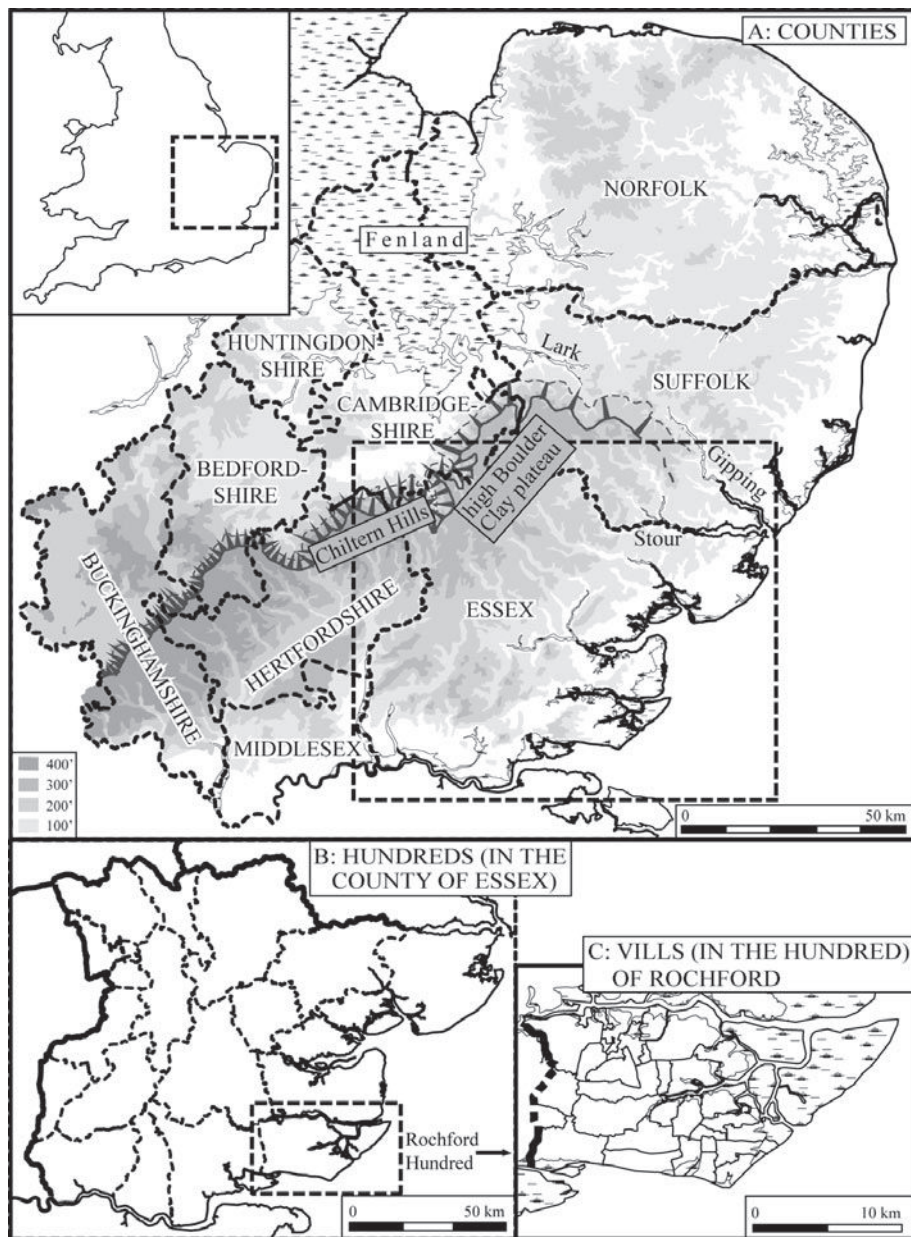 A: COUNTIES
NORFOLK
Fenland
HUNTINGDON
SHIRE
Lark
SUFFOLK
CAMBRIDGE-
SHIRE
BEDFORD-
SHIRE
high Boulder
Clay plateau
Gipping
Chiltern Hills
Stour
BUCKINGHAMSHIRE
HERTFORDSHIRE
ESSEX
MIDDLESEX
400'
300'
200'
100'
0 50 km
B: HUNDREDS (IN THE
COUNTY OF ESSEX)
Rochford
Hundred
0 50 km
C: VILLS (IN THE HUNDRED)
OF ROCHFORD
0 10 km